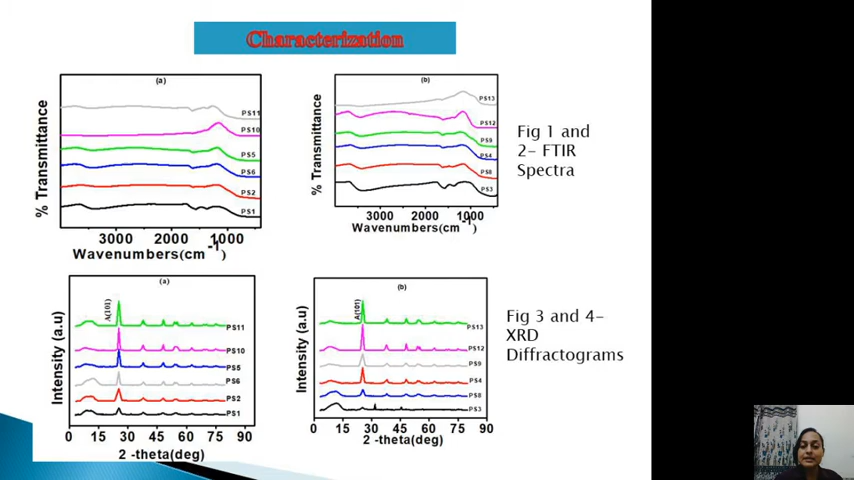 Characterization
(a)
% Transmittance
PS11
PS10
PS5
PS6
PS2
PS1
3000 2000 1000
Wavenumbers(cm-1)
(b)
% Transmittance
PS13
PS12
PS9
PS4
PS8
PS3
3000 2000 1000
Wavenumbers(cm-1)
Fig 1 and
2- FTIR
Spectra
(a)
Intensity (a.u)
A(101)
PS11
PS10
PS5
PS6
PS2
PS1
0 15 30 45 60 75 90
2 -theta(deg)
(b)
Intensity (a.u)
A(101)
PS13
PS12
PS9
PS4
PS8
PS3
0 15 30 45 60 75 90
2 -theta(deg)
Fig 3 and 4-
XRD
Diffractograms